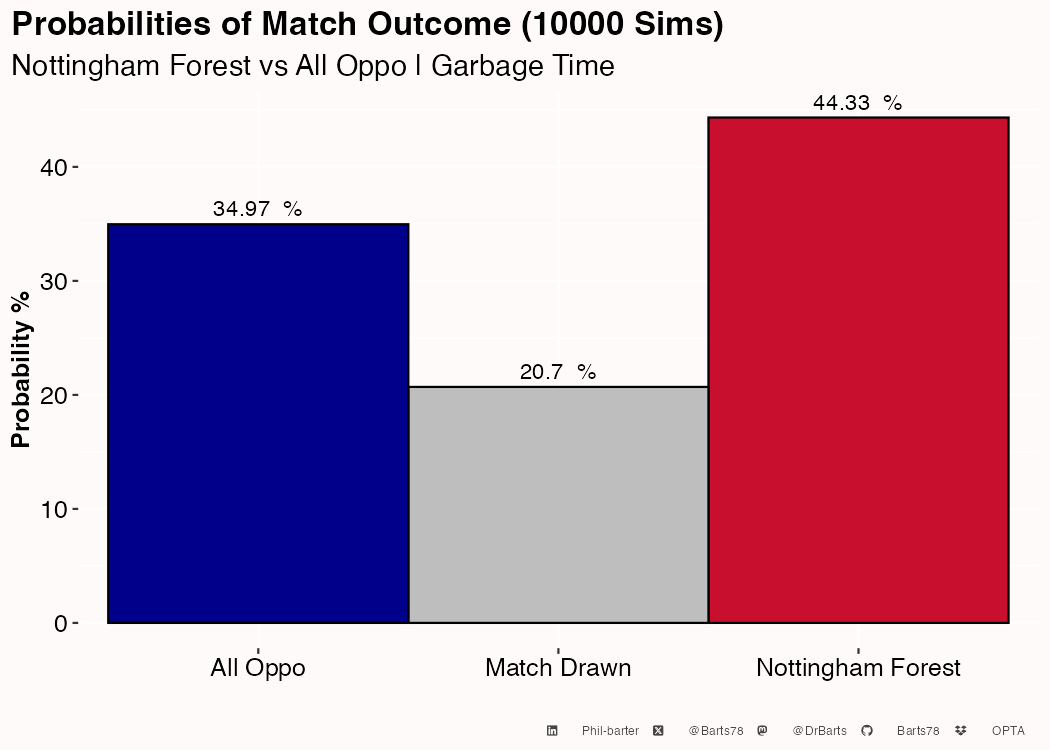 Probabilities of Match Outcome (10000 Sims)
Nottingham Forest vs All Oppo | Garbage Time
44.33 %
40
34.97 %
30
20.7 %
20
10
0
Probability %
All Oppo Match Drawn Nottingham Forest
Phil-barter @Barts78 @DrBarts Barts78 OPTA